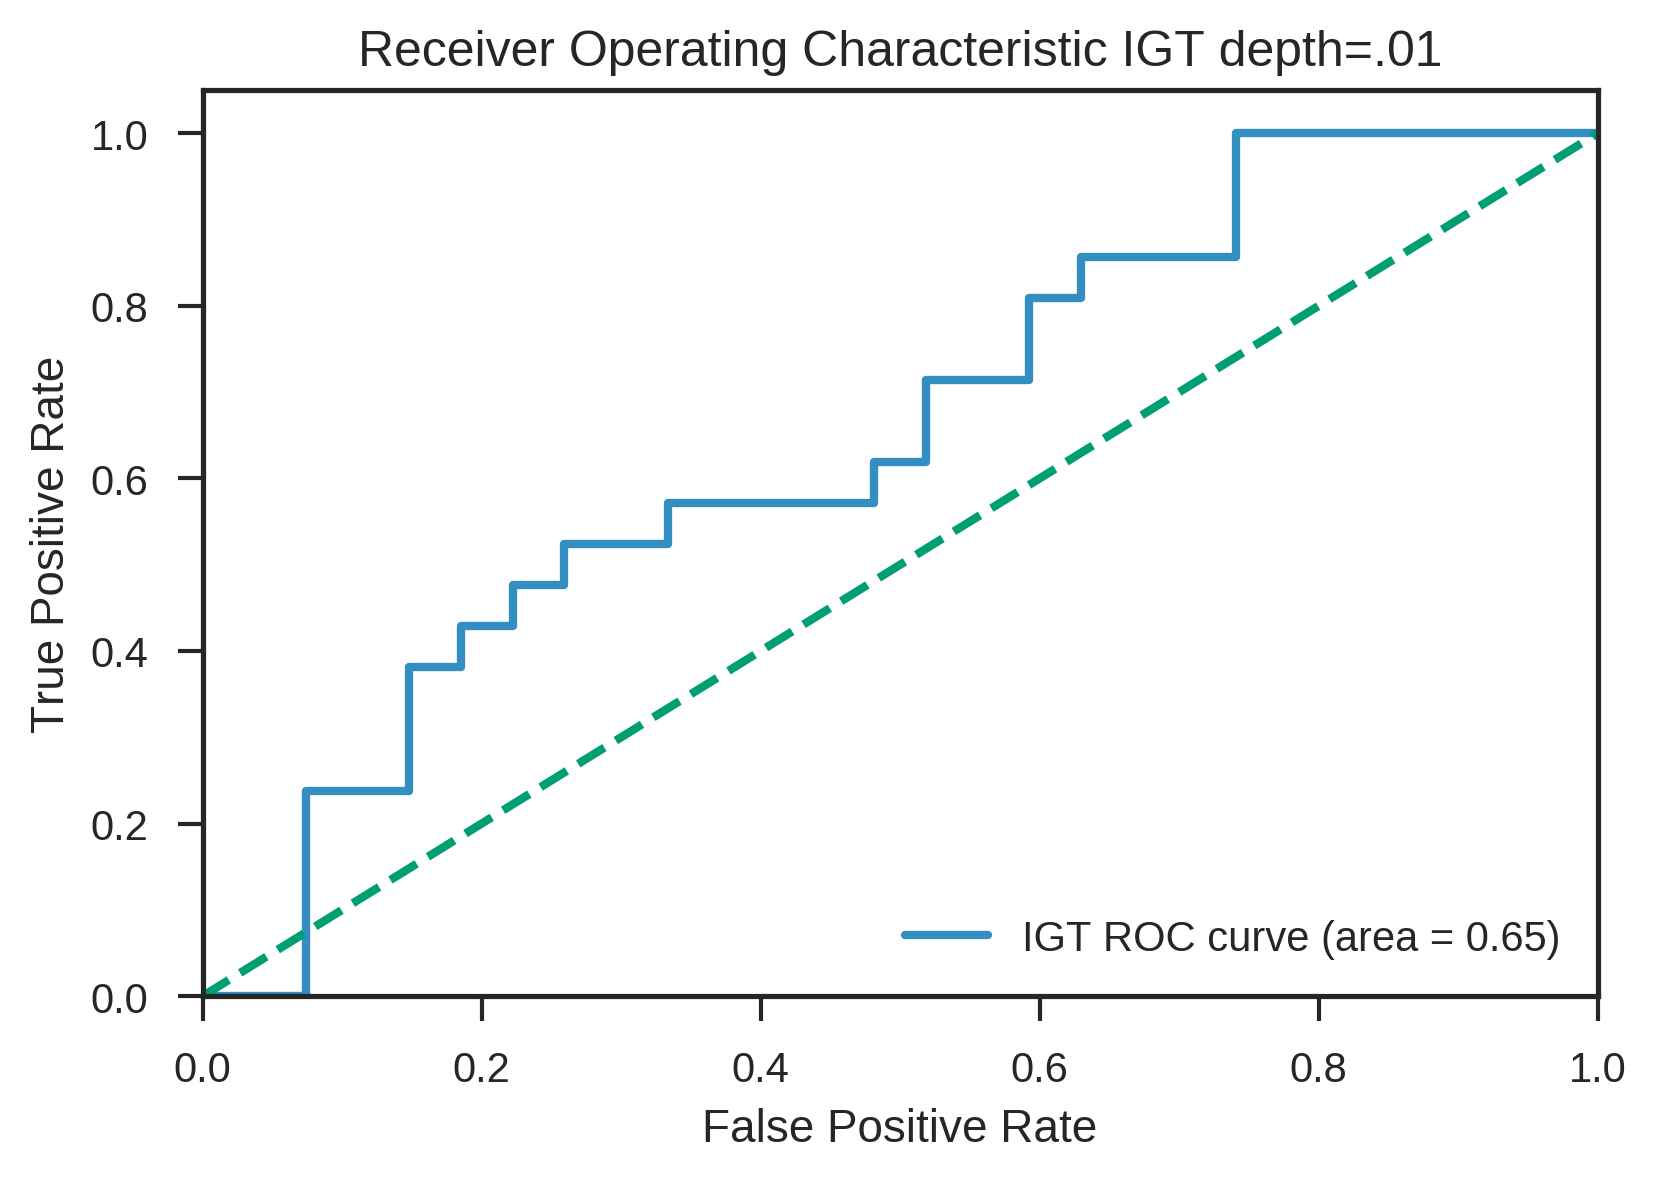 Receiver Operating Characteristic IGT depth=.01
1.0
0.8
0.6
0.4
0.2
0.0
True Positive Rate
IGT ROC curve (area = 0.65)
0.0 0.2 0.4 0.6 0.8 1.0
False Positive Rate